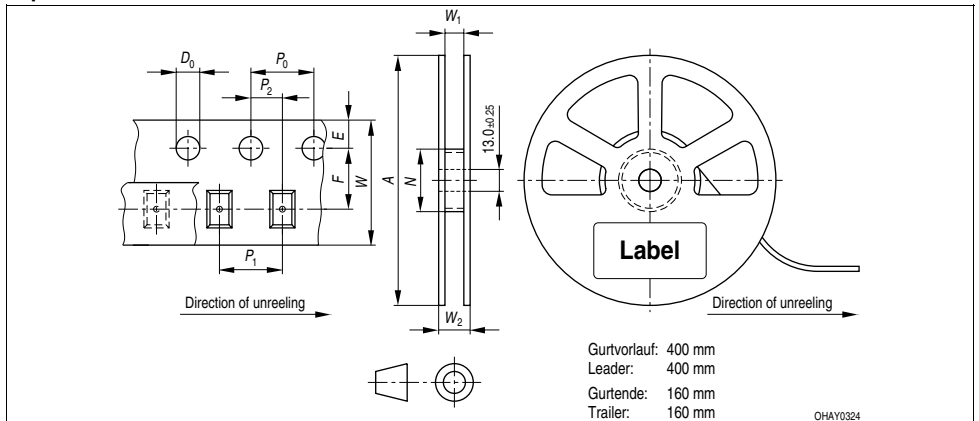 W₁
D₀
P₀
P₂
E
F
W
P₁
Direction of unreeling
A
N
13.0±0.25
W₂
Label
Direction of unreeling
Gurtvorlauf: 400 mm
Leader: 400 mm
Gurtende: 160 mm
Trailer: 160 mm
OHAY0324